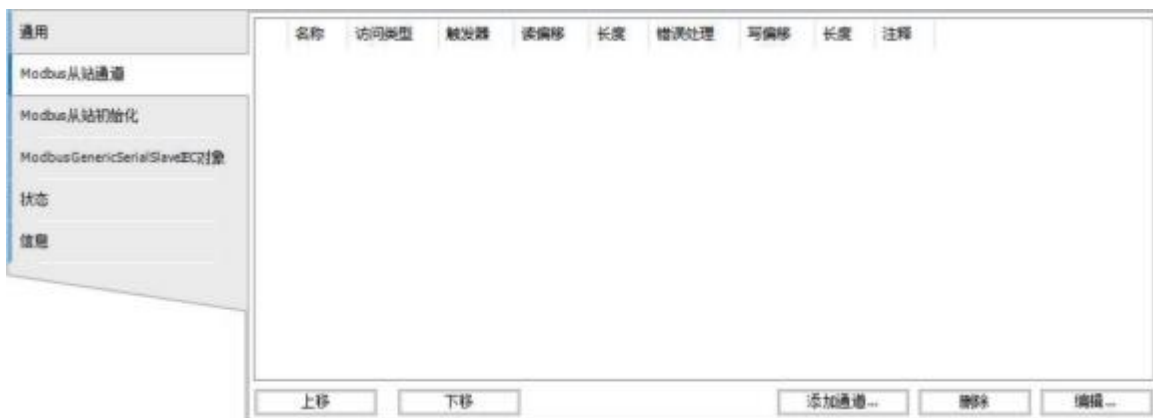 通用
Modbus从站通道
Modbus从站初始化
ModbusGenericSerialSlaveIEC对象
状态
信息
名称 访问类型 触发器 读偏移 长度 错误处理 写偏移 长度 注释
上移 下移 添加通道... 删除 编辑...